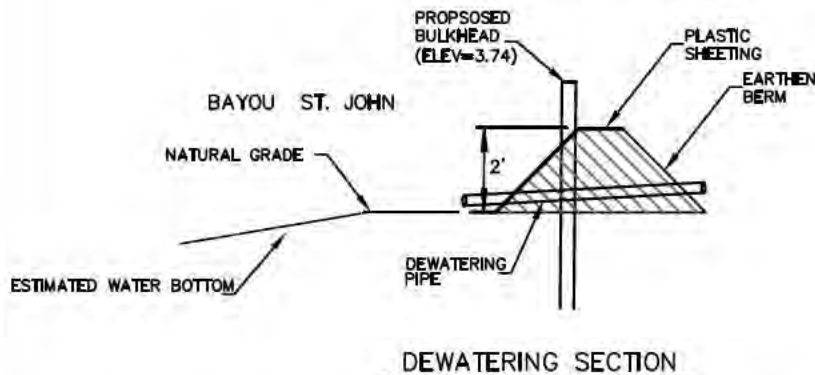 PROPSOSED
BULKHEAD
(ELEV=3.74)
PLASTIC
SHEETING
EARTHEN
BERM
BAYOU ST. JOHN
NATURAL GRADE
2'
DEWATERING
PIPE
ESTIMATED WATER BOTTOM
DEWATERING SECTION